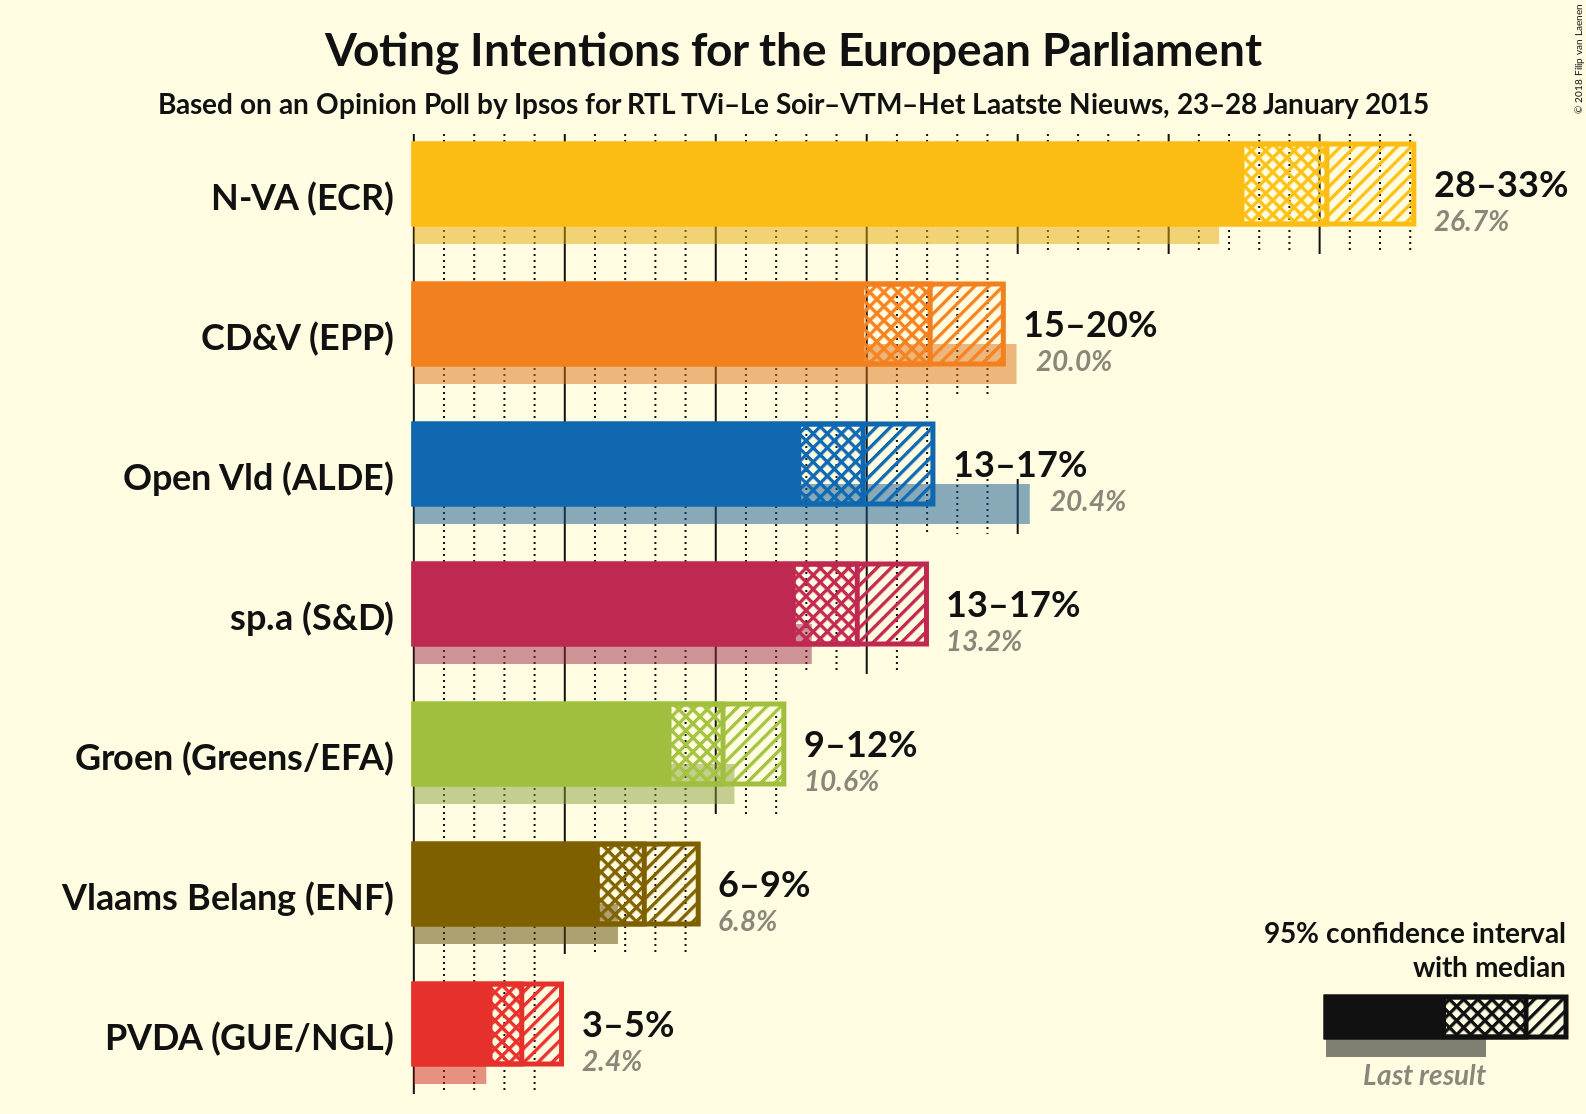 Voting Intentions for the European Parliament
Based on an Opinion Poll by Ipsos for RTL TVi–Le Soir–VTM–Het Laatste Nieuws, 23–28 January 2015
© 2018 Filip van Laenen
N-VA (ECR)
28–33%
26.7%
CD&V (EPP)
15–20%
20.0%
Open Vld (ALDE)
13–17%
20.4%
sp.a (S&D)
13–17%
13.2%
Groen (Greens/EFA)
9–12%
10.6%
Vlaams Belang (ENF)
6–9%
6.8%
PVDA (GUE/NGL)
3–5%
2.4%
95% confidence interval
with median
Last result